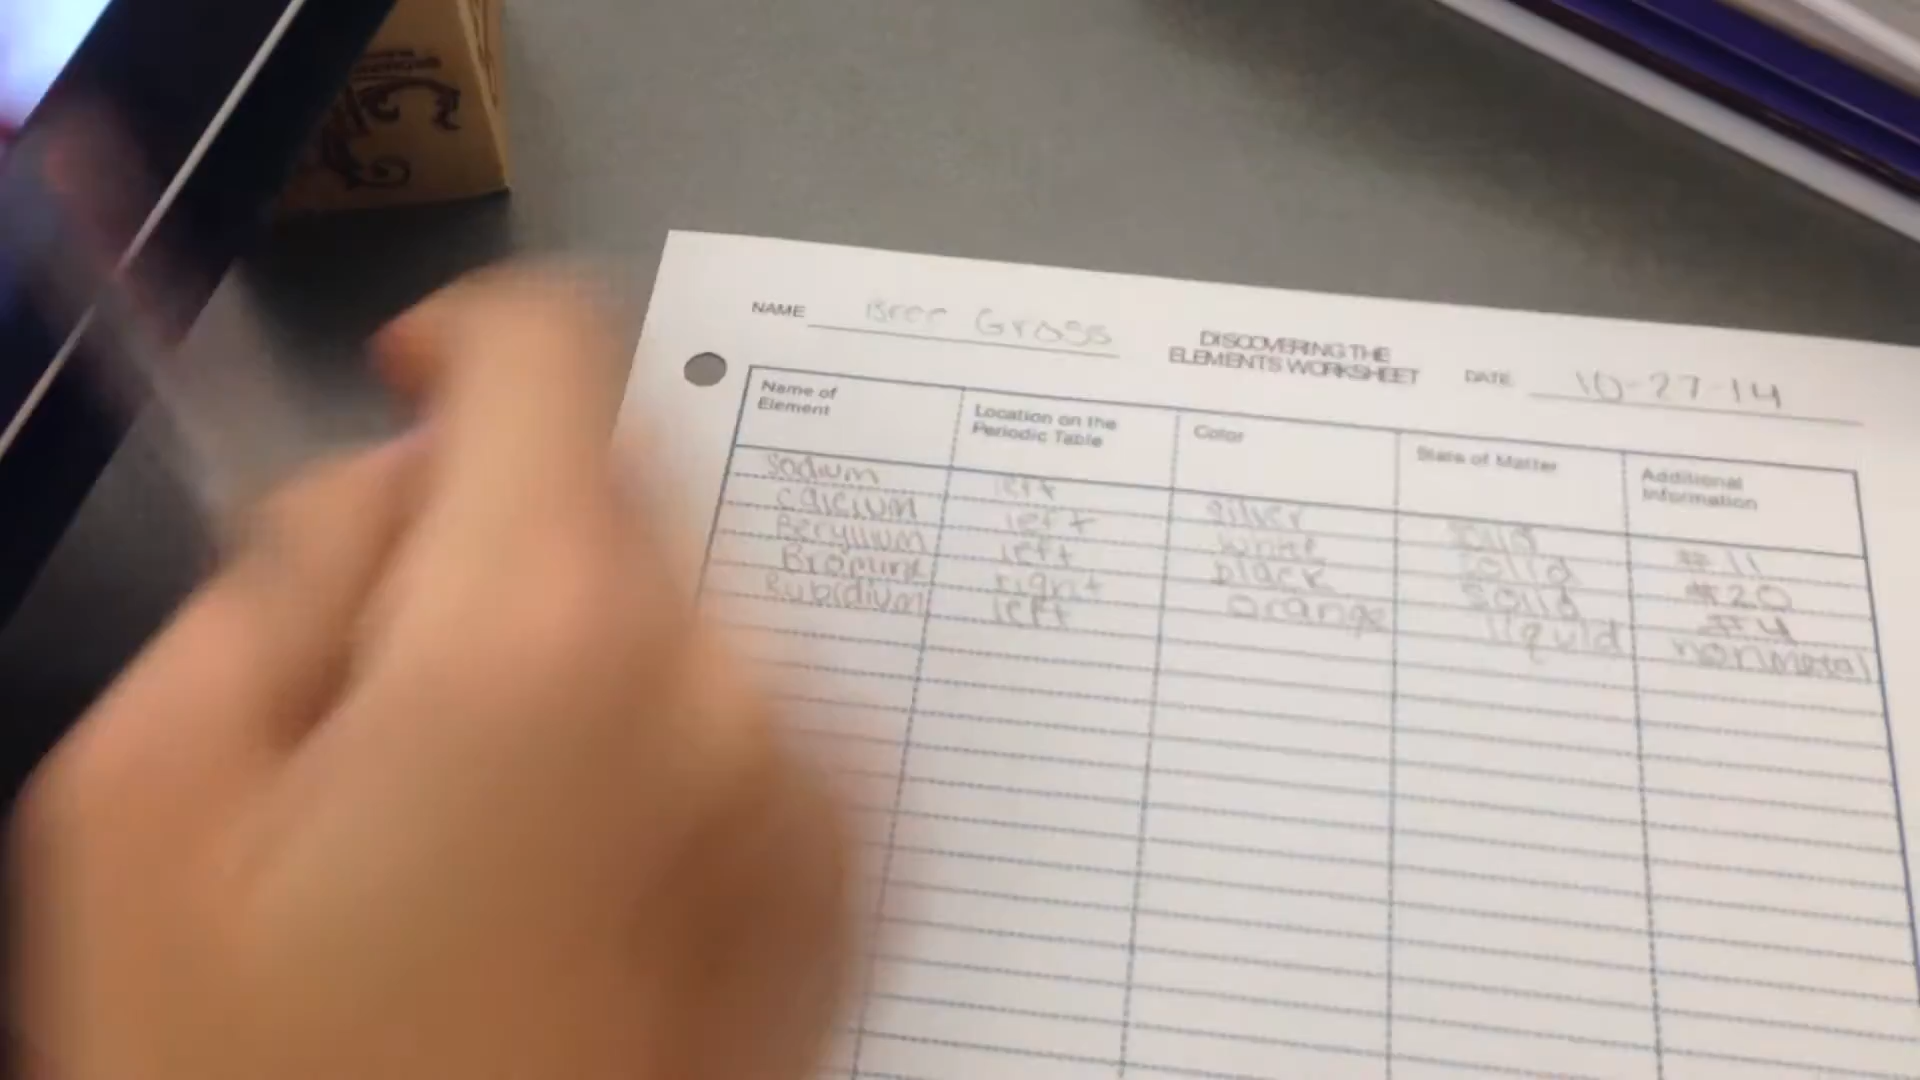 NAME Bree Gross DISCOVERING THE ELEMENTS WORKSHEET DATE 10-27-14
Name of Element Location on the Periodic Table Color State of Matter Additional Information
Sodium left silver solid #11
Calcium left white solid #20
Beryllium left black solid #4
Bromine right orange liquid nonmetal
Rubidium left